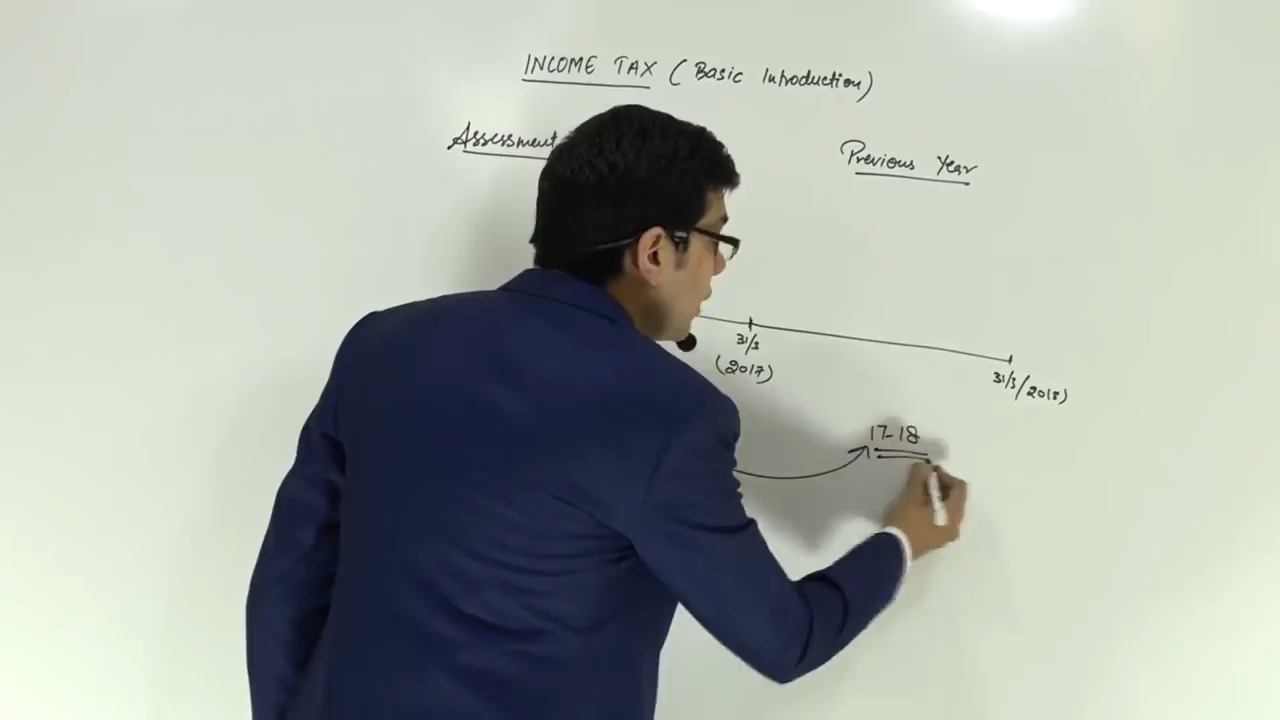 INCOME TAX (Basic Introduction)
Assessment
Previous Year
31/3
(2017)
31/3/2018)
17-18